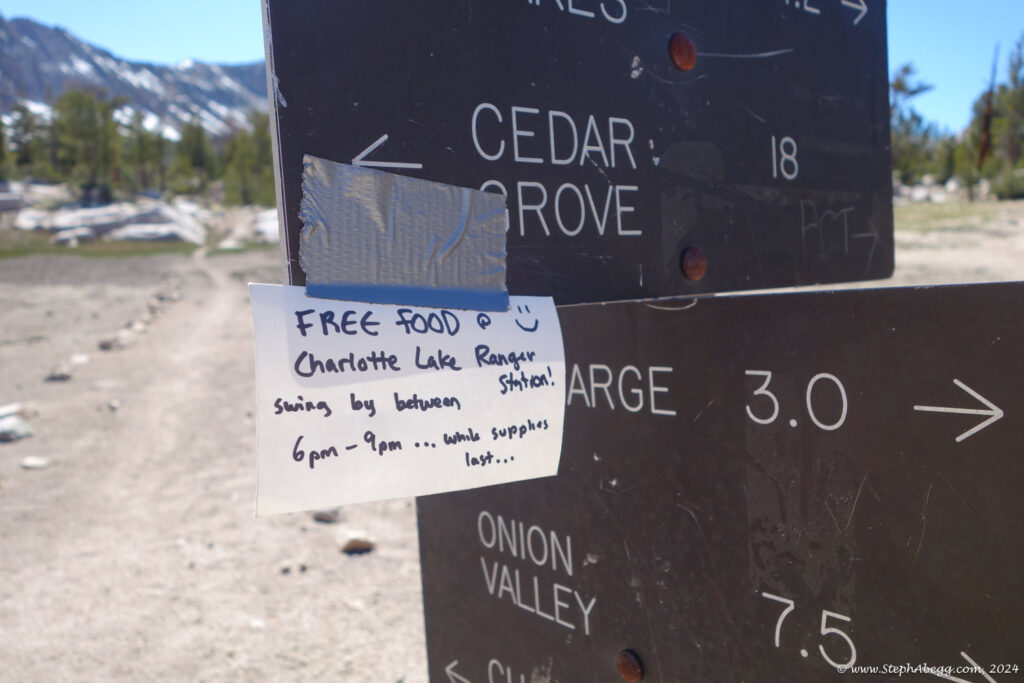 CEDAR 18
GROVE
PCT
FREE FOOD @
Charlotte Lake Ranger
Station!
swing by between
6pm - 9pm ... while supplies
last...
3.0
ONION
VALLEY
7.5
© www.StephAbegg.com, 2024